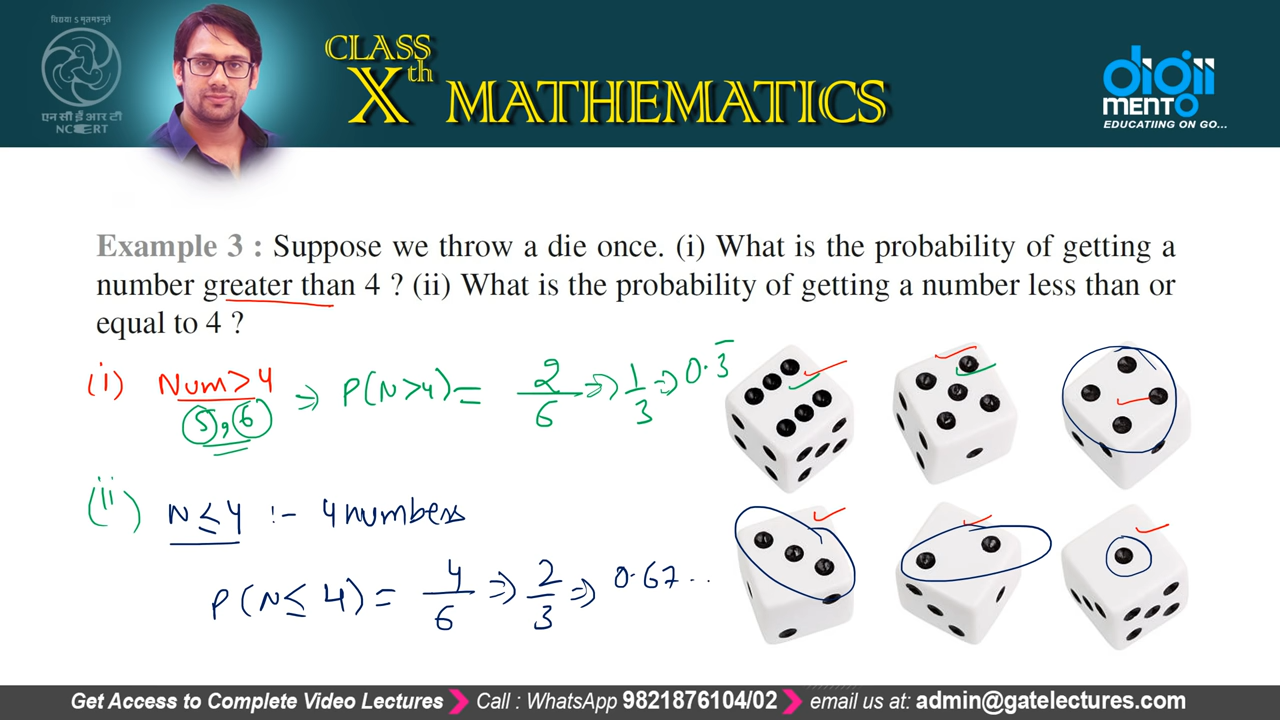 विद्यया ऽ मृतमश्नुते
एन सी ई आर टी
NCERT
CLASS
Xth MATHEMATICS
digii
mento
EDUCATIING ON GO...
Example 3 : Suppose we throw a die once. (i) What is the probability of getting a
number greater than 4 ? (ii) What is the probability of getting a number less than or
equal to 4 ?
(i) Num > 4 ⇒ P(N>4) = 2/6 ⇒ 1/3 ⇒ 0.3̅
5, 6
(ii) N ≤ 4 :- 4 numbers
P(N ≤ 4) = 4/6 ⇒ 2/3 ⇒ 0.67...
Get Access to Complete Video Lectures Call : WhatsApp 9821876104/02 email us at: admin@gatelectures.com